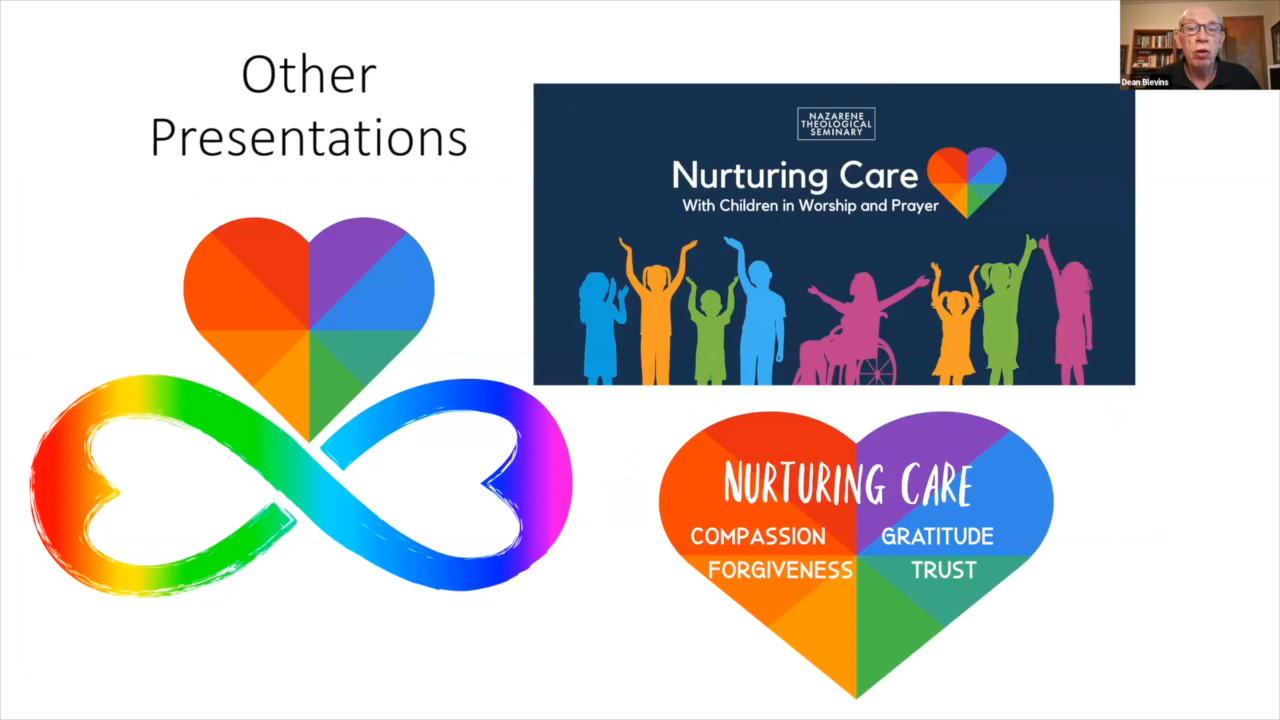 Other
Presentations
Dean Blevins
NAZARENE
THEOLOGICAL
SEMINARY
Nurturing Care
With Children in Worship and Prayer
NURTURING CARE
COMPASSION GRATITUDE
FORGIVENESS TRUST